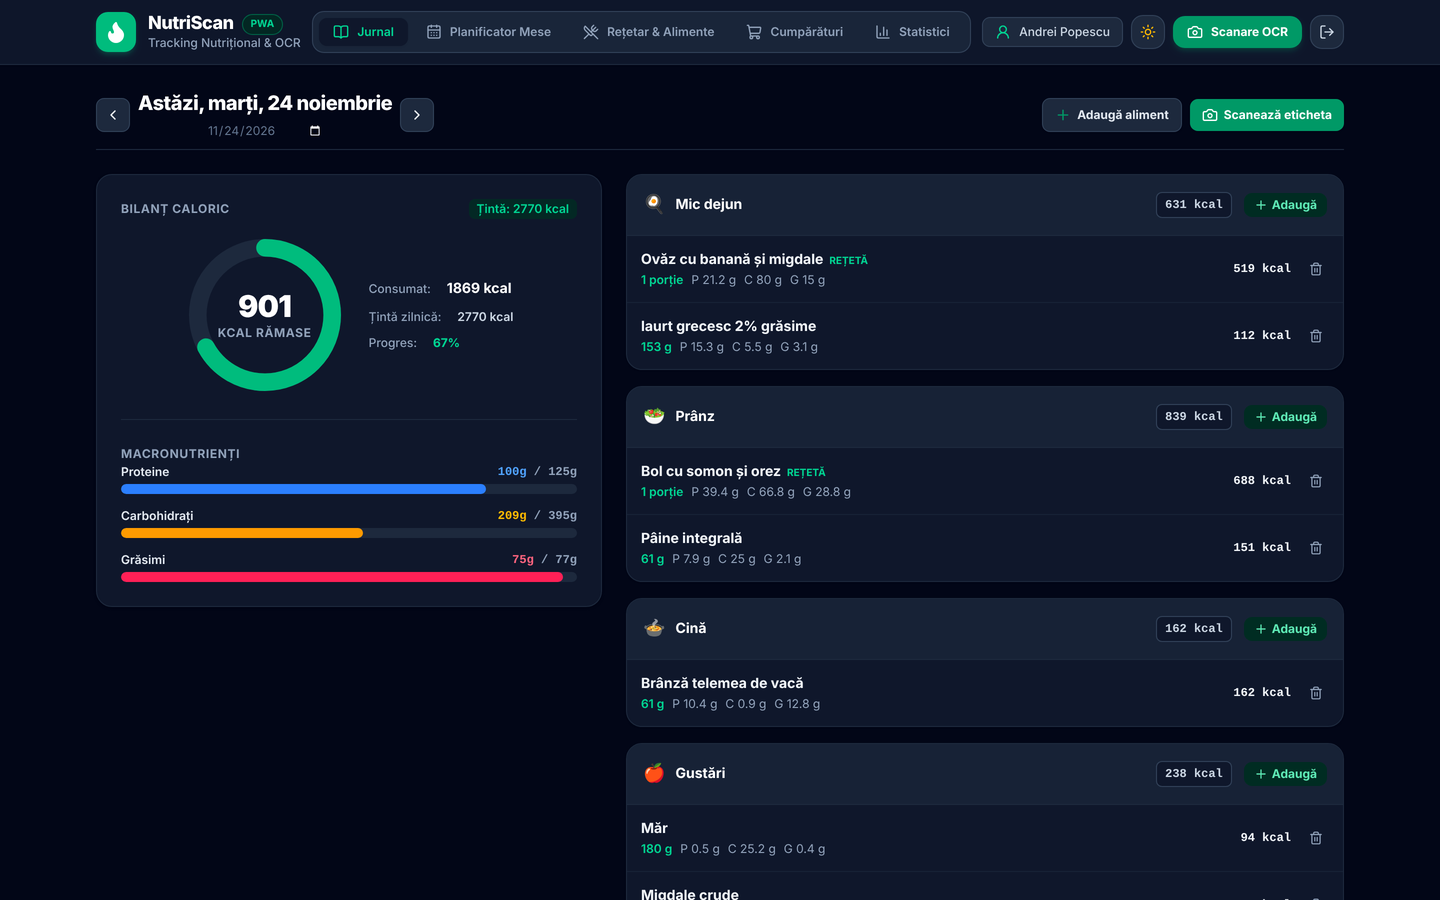 NutriScan PWA
Tracking Nutrițional & OCR
Jurnal
Planificator Mese
Rețetar & Alimente
Cumpărături
Statistici
Andrei Popescu
Scanare OCR
Astăzi, marți, 24 noiembrie
11/24/2026
Adaugă aliment
Scanează eticheta
BILANȚ CALORIC
Țintă: 2770 kcal
901
KCAL RĂMASE
Consumat: 1869 kcal
Țintă zilnică: 2770 kcal
Progres: 67%
MACRONUTRIENȚI
Proteine 100g / 125g
Carbohidrați 209g / 395g
Grăsimi 75g / 77g
Mic dejun 631 kcal + Adaugă
Ovăz cu banană și migdale REȚETĂ
1 porție P 21.2 g C 80 g G 15 g
519 kcal
Iaurt grecesc 2% grăsime
153 g P 15.3 g C 5.5 g G 3.1 g
112 kcal
Prânz 839 kcal + Adaugă
Bol cu somon și orez REȚETĂ
1 porție P 39.4 g C 66.8 g G 28.8 g
688 kcal
Pâine integrală
61 g P 7.9 g C 25 g G 2.1 g
151 kcal
Cină 162 kcal + Adaugă
Brânză telemea de vacă
61 g P 10.4 g C 0.9 g G 12.8 g
162 kcal
Gustări 238 kcal + Adaugă
Măr
180 g P 0.5 g C 25.2 g G 0.4 g
94 kcal
Migdale crude